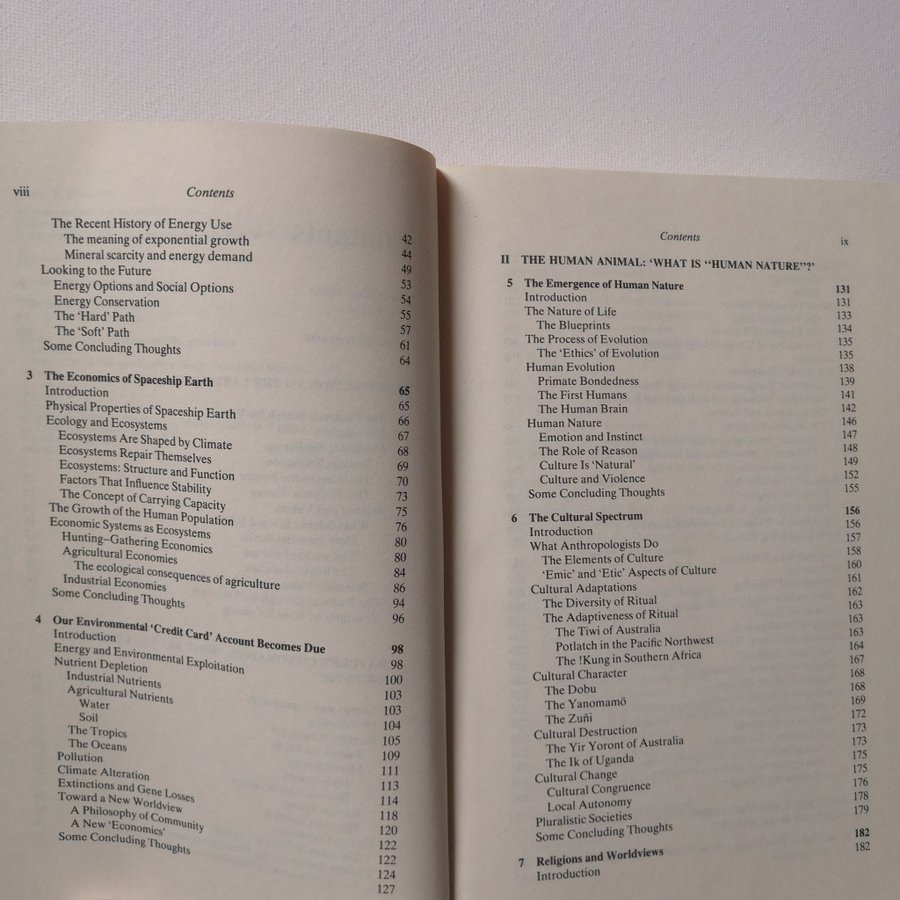 viii Contents
The Recent History of Energy Use 42
The meaning of exponential growth 44
Mineral scarcity and energy demand 49
Looking to the Future 53
Energy Options and Social Options 54
Energy Conservation 55
The ‘Hard’ Path 57
The ‘Soft’ Path 61
Some Concluding Thoughts 64
3 The Economics of Spaceship Earth 65
Introduction 65
Physical Properties of Spaceship Earth 66
Ecology and Ecosystems 67
Ecosystems Are Shaped by Climate 68
Ecosystems Repair Themselves 69
Ecosystems: Structure and Function 70
Factors That Influence Stability 73
The Concept of Carrying Capacity 75
The Growth of the Human Population 76
Economic Systems as Ecosystems 80
Hunting–Gathering Economics 80
Agricultural Economies 84
The ecological consequences of agriculture 86
Industrial Economies 94
Some Concluding Thoughts 96
4 Our Environmental ‘Credit Card’ Account Becomes Due 98
Introduction 98
Energy and Environmental Exploitation 100
Nutrient Depletion 103
Industrial Nutrients 103
Agricultural Nutrients 104
Water 105
Soil 109
The Tropics 111
The Oceans 113
Pollution 114
Climate Alteration 118
Extinctions and Gene Losses 120
Toward a New Worldview 122
A Philosophy of Community 122
A New ‘Economics’ 124
Some Concluding Thoughts 127
Contents ix
II THE HUMAN ANIMAL: ‘WHAT IS “HUMAN NATURE”?’
5 The Emergence of Human Nature 131
Introduction 131
The Nature of Life 133
The Blueprints 134
The Process of Evolution 135
The ‘Ethics’ of Evolution 135
Human Evolution 138
Primate Bondedness 139
The First Humans 141
The Human Brain 142
Human Nature 146
Emotion and Instinct 147
The Role of Reason 148
Culture Is ‘Natural’ 149
Culture and Violence 152
Some Concluding Thoughts 155
6 The Cultural Spectrum 156
Introduction 156
What Anthropologists Do 157
The Elements of Culture 158
‘Emic’ and ‘Etic’ Aspects of Culture 160
Cultural Adaptations 161
The Diversity of Ritual 162
The Adaptiveness of Ritual 163
The Tiwi of Australia 163
Potlatch in the Pacific Northwest 163
The !Kung in Southern Africa 164
Cultural Character 167
The Dobu 168
The Yanomamö 168
The Zuñi 169
Cultural Destruction 172
The Yir Yoront of Australia 173
The Ik of Uganda 173
Cultural Change 175
Cultural Congruence 175
Local Autonomy 176
Pluralistic Societies 178
Some Concluding Thoughts 179
7 Religions and Worldviews 182
Introduction 182